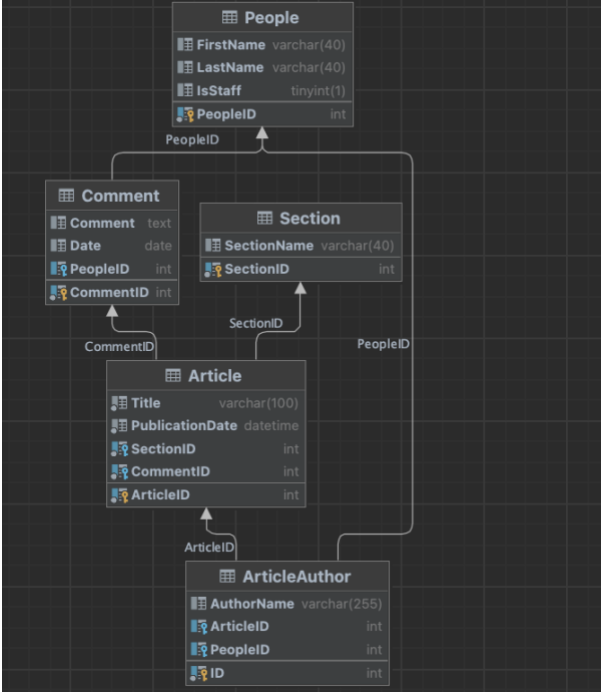 People
FirstName varchar(40)
LastName varchar(40)
IsStaff tinyint(1)
PeopleID int
PeopleID
Comment
Comment text
Date date
PeopleID int
CommentID int
Section
SectionName varchar(40)
SectionID int
SectionID
CommentID
PeopleID
Article
Title varchar(100)
PublicationDate datetime
SectionID int
CommentID int
ArticleID int
ArticleID
ArticleAuthor
AuthorName varchar(255)
ArticleID int
PeopleID int
ID int